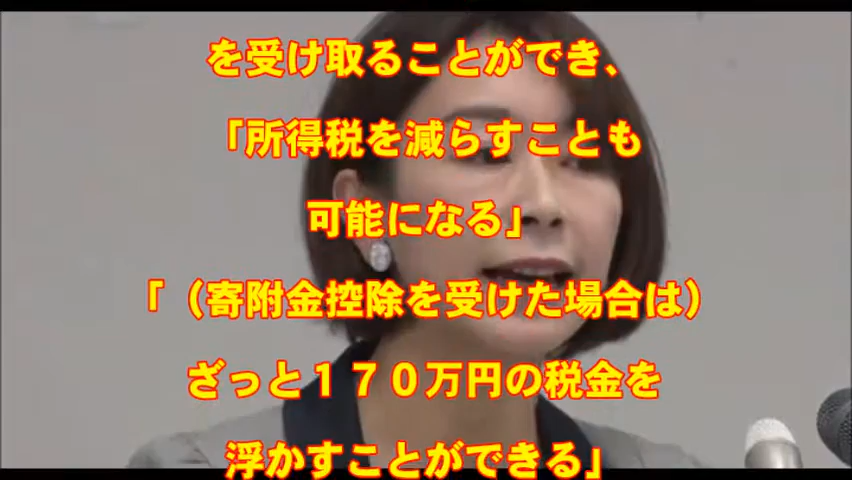 を受け取ることができ、
「所得税を減らすことも
可能になる」
「（寄附金控除を受けた場合は）
ざっと１７０万円の税金を
浮かすことができる」